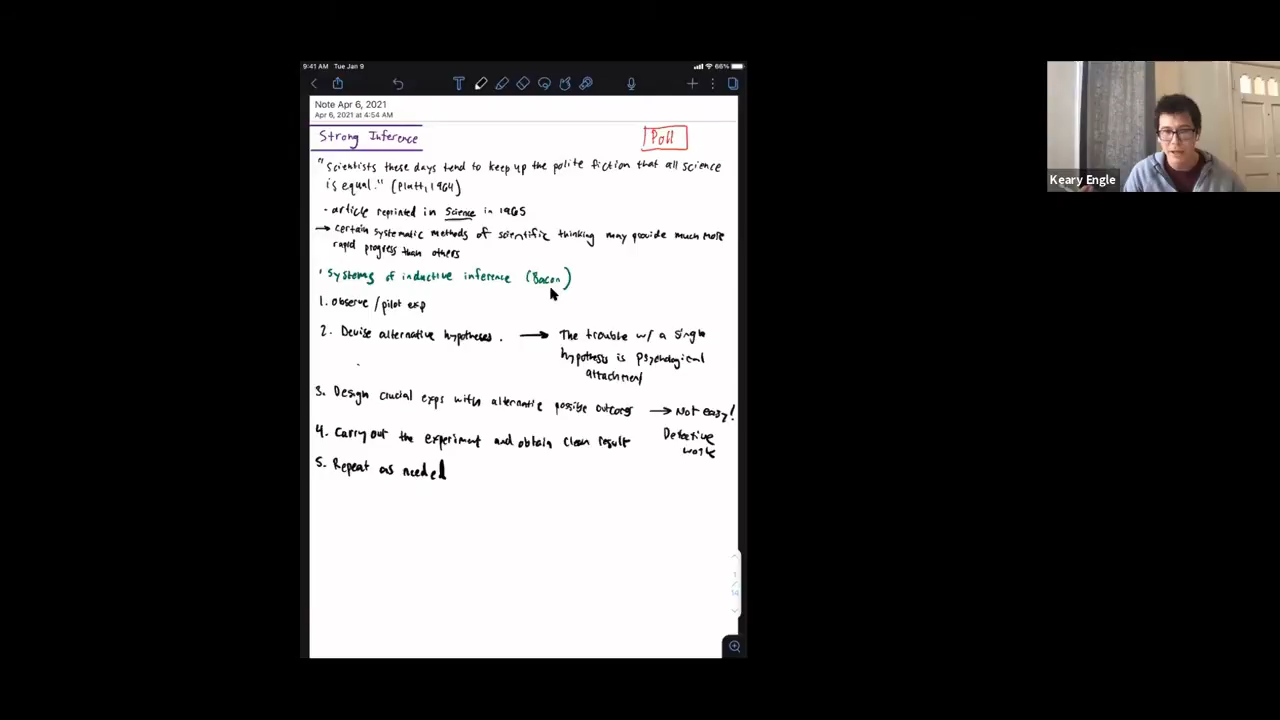 9:41 AM Tue Jan 9
66%
Note Apr 6, 2021
Apr 6, 2021 at 4:54 AM
Strong Inference
Poll
"Scientists these days tend to keep up the polite fiction that all science
is equal." (Platt, 1964)
- article reprinted in Science in 1965
→ certain systematic methods of scientific thinking may provide much more
rapid progress than others
• Systems of inductive inference (Bacon)
1. observe / pilot exp
2. Devise alternative hypotheses. → The trouble w/ a single
hypothesis is psychological
attachment
3. Design crucial exps with alternative possible outcomes → Not easy!
Detective
work
4. Carry out the experiment and obtain clean result
5. Repeat as needed
1
/
14
Keary Engle